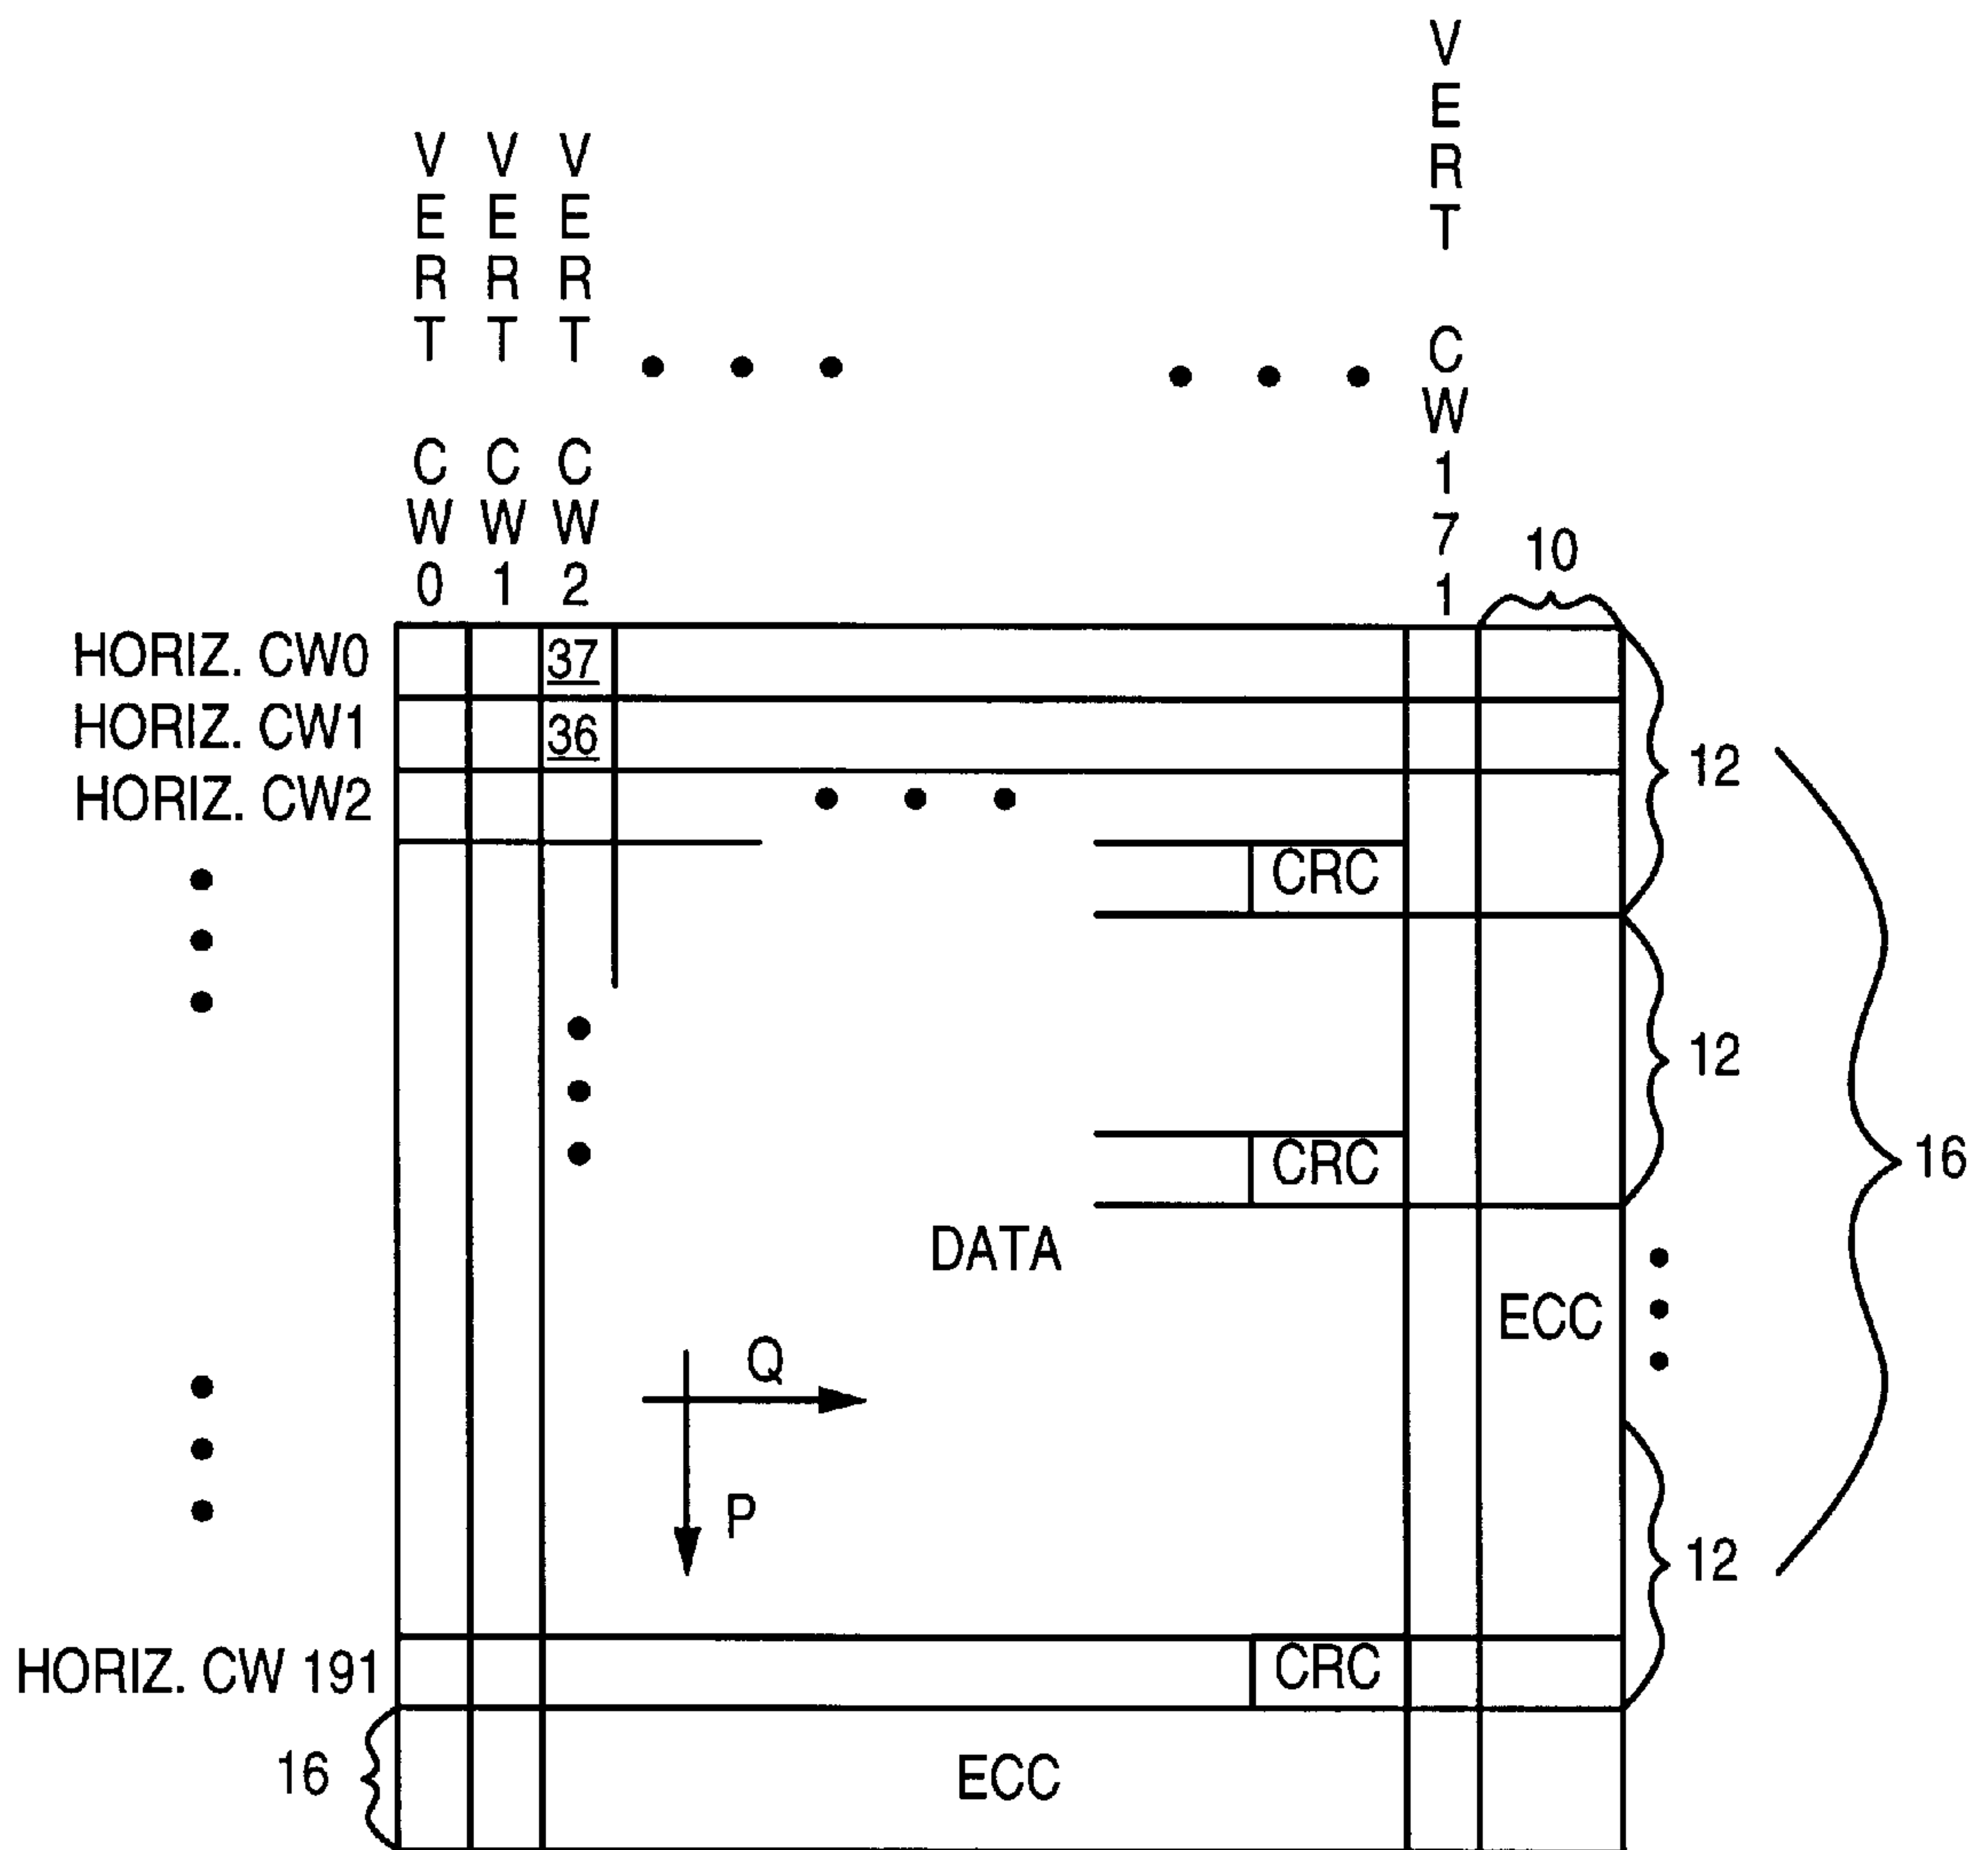 VERT CW0
VERT CW1
VERT CW2
VERT CW171
10
HORIZ. CW0
37
HORIZ. CW1
36
12
HORIZ. CW2
CRC
12
CRC
16
DATA
ECC
Q
P
12
HORIZ. CW 191
CRC
16
ECC